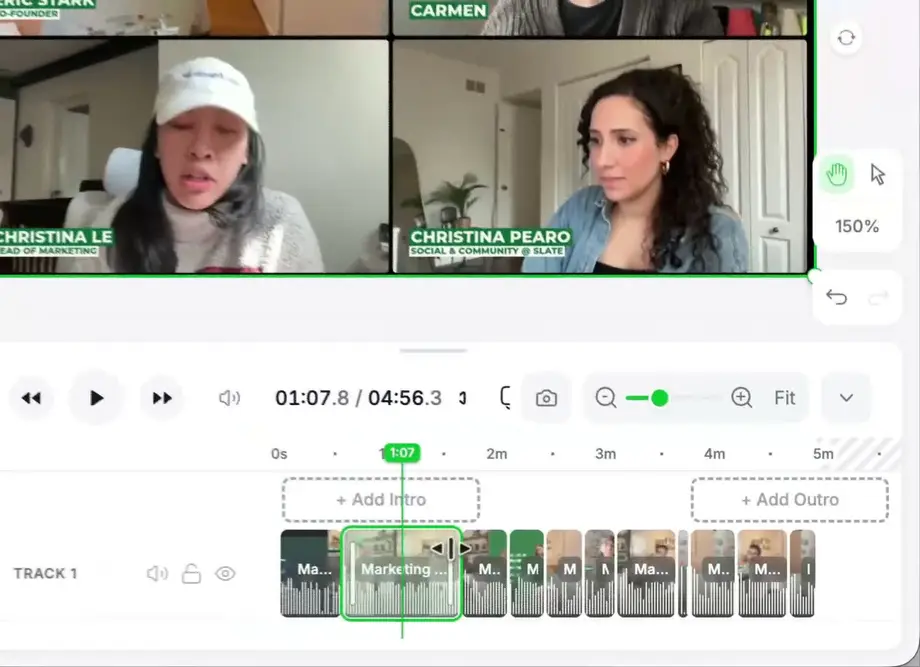 ERIC STARK
O-FOUNDER
CARMEN
CHRISTINA LE
EAD OF MARKETING
CHRISTINA PEARO
SOCIAL & COMMUNITY @ SLATE
150%
01:07.8 / 04:56.3
Fit
0s
1:07
2m
3m
4m
5m
+ Add Intro
+ Add Outro
TRACK 1
Ma...
Marketing ...
M..
M
M
M
Ma...
M..
M...